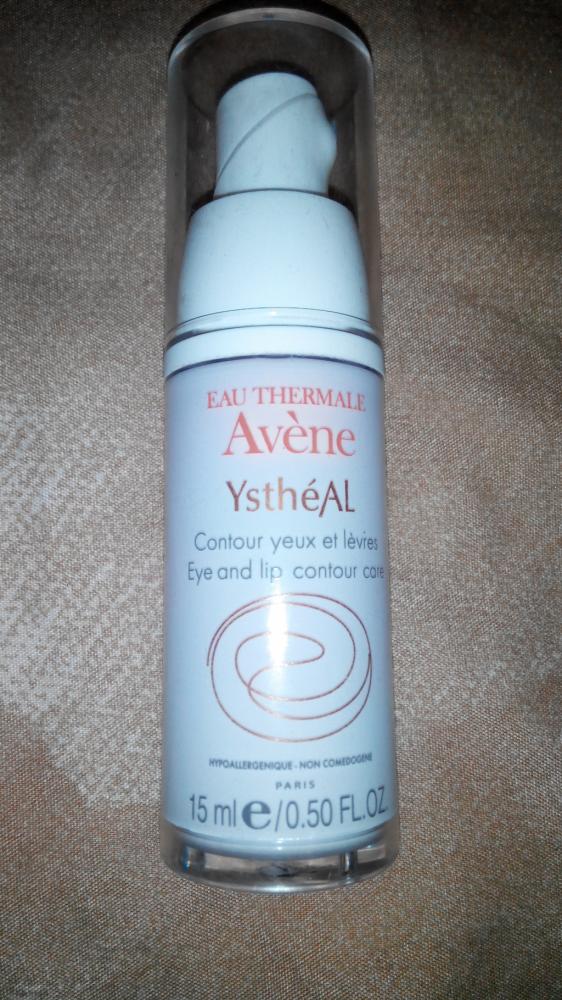 EAU THERMALE
Avène
YsthéAL
Contour yeux et lèvres
Eye and lip contour care
HYPOALLERGENIQUE - NON COMEDOGENE
PARIS
15 ml e/0.50 FL.OZ.